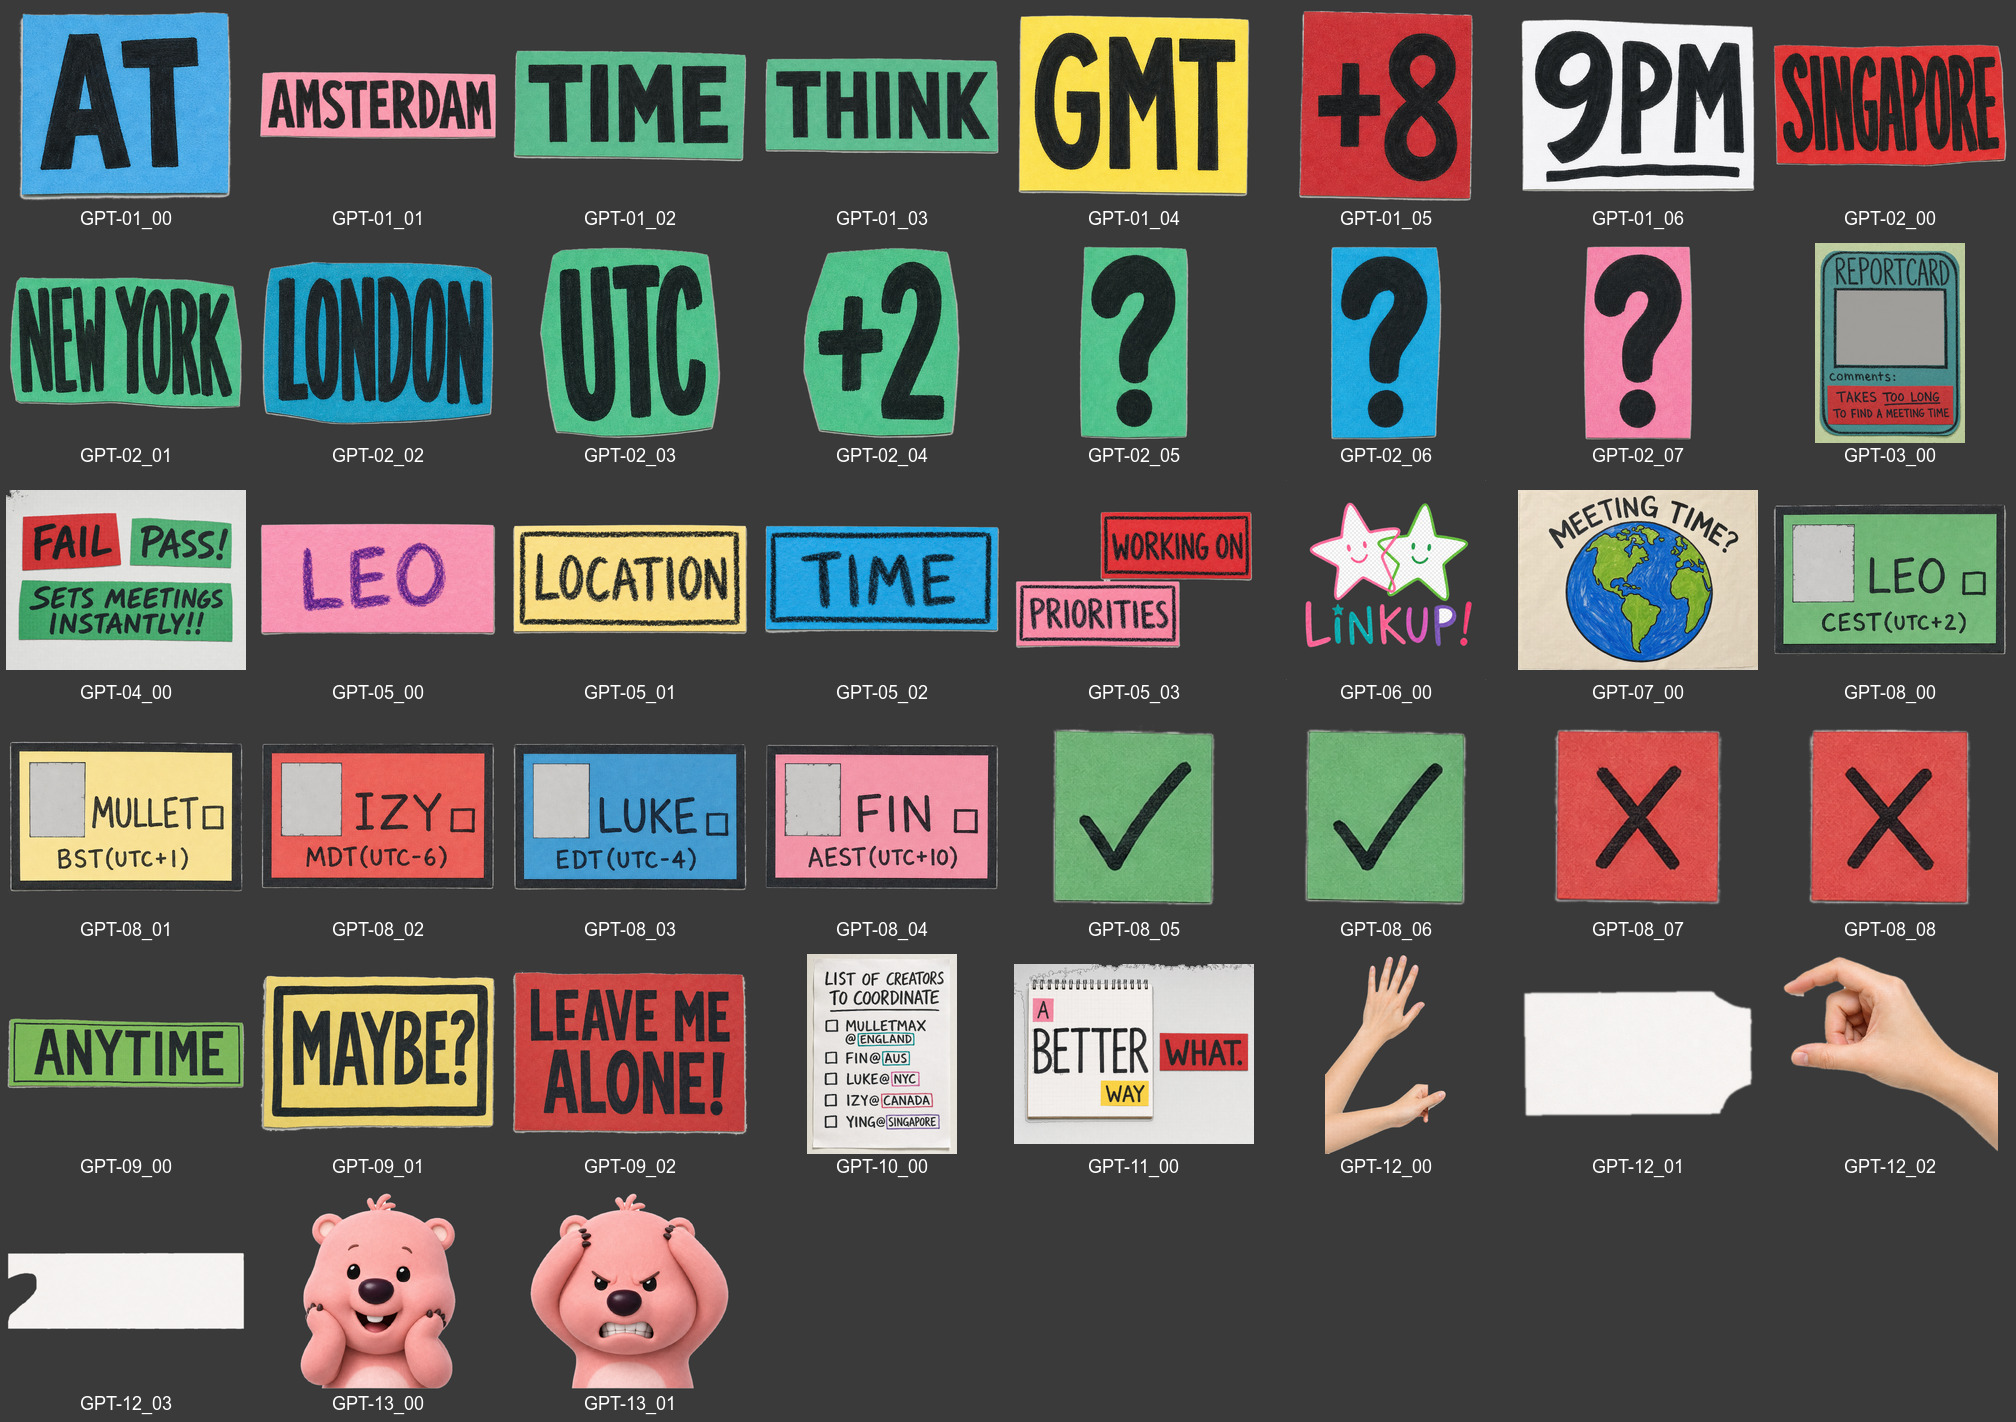 AT
AMSTERDAM
TIME
THINK
GMT
+8
9PM
SINGAPORE
GPT-01_00
GPT-01_01
GPT-01_02
GPT-01_03
GPT-01_04
GPT-01_05
GPT-01_06
GPT-02_00
NEW YORK
LONDON
UTC
+2
?
?
?
REPORTCARD
comments:
TAKES TOO LONG
TO FIND A MEETING TIME
GPT-02_01
GPT-02_02
GPT-02_03
GPT-02_04
GPT-02_05
GPT-02_06
GPT-02_07
GPT-03_00
FAIL
PASS!
SETS MEETINGS
INSTANTLY!!
LEO
LOCATION
TIME
WORKING ON
PRIORITIES
LiNKUP!
MEETING TIME?
LEO
CEST(UTC+2)
GPT-04_00
GPT-05_00
GPT-05_01
GPT-05_02
GPT-05_03
GPT-06_00
GPT-07_00
GPT-08_00
MULLET
BST(UTC+1)
IZY
MDT(UTC-6)
LUKE
EDT(UTC-4)
FIN
AEST(UTC+10)
GPT-08_01
GPT-08_02
GPT-08_03
GPT-08_04
GPT-08_05
GPT-08_06
GPT-08_07
GPT-08_08
ANYTIME
MAYBE?
LEAVE ME
ALONE!
LIST OF CREATORS
TO COORDINATE
MULLETMAX
@ENGLAND
FIN@AUS
LUKE@NYC
IZY@CANADA
YING@SINGAPORE
A
BETTER
WAY
WHAT.
GPT-09_00
GPT-09_01
GPT-09_02
GPT-10_00
GPT-11_00
GPT-12_00
GPT-12_01
GPT-12_02
GPT-12_03
GPT-13_00
GPT-13_01